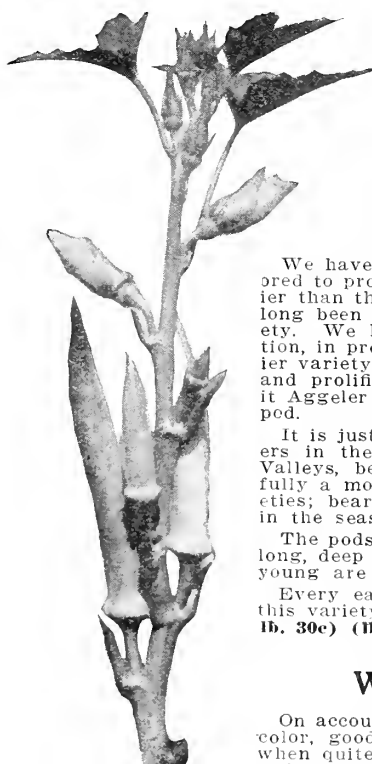 We have
ored to pro
ier than th
long been
ety. We h
tion, in pre
ier variety
and prolifi
it Aggeler
pod.
It is just
ers in the
Valleys, be
fully a mo
eties; bear
in the seas
The pods
long, deep
young are
Every ea
this variety
lb. 30c) (1
W
On accou
color, good
when quite